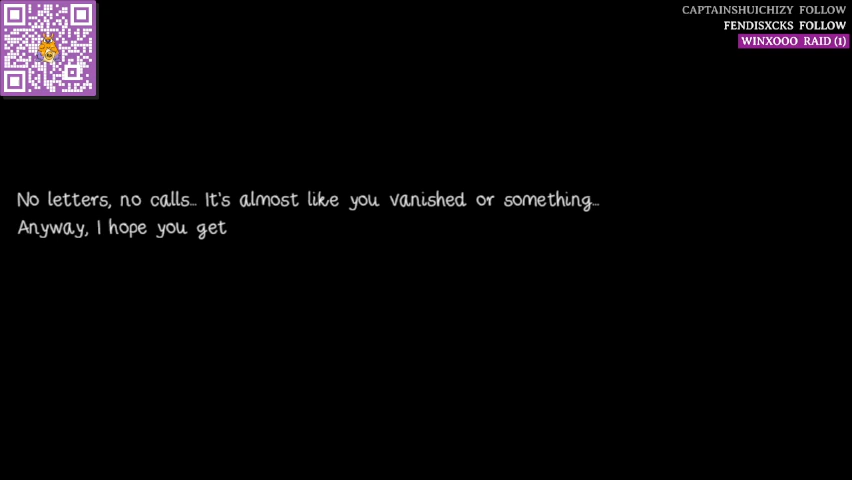 CAPTAINSHUICHIZY FOLLOW
FENDISXCKS FOLLOW
WINXOOO RAID (1)
No letters, no calls... It's almost like you vanished or something...
Anyway, I hope you get